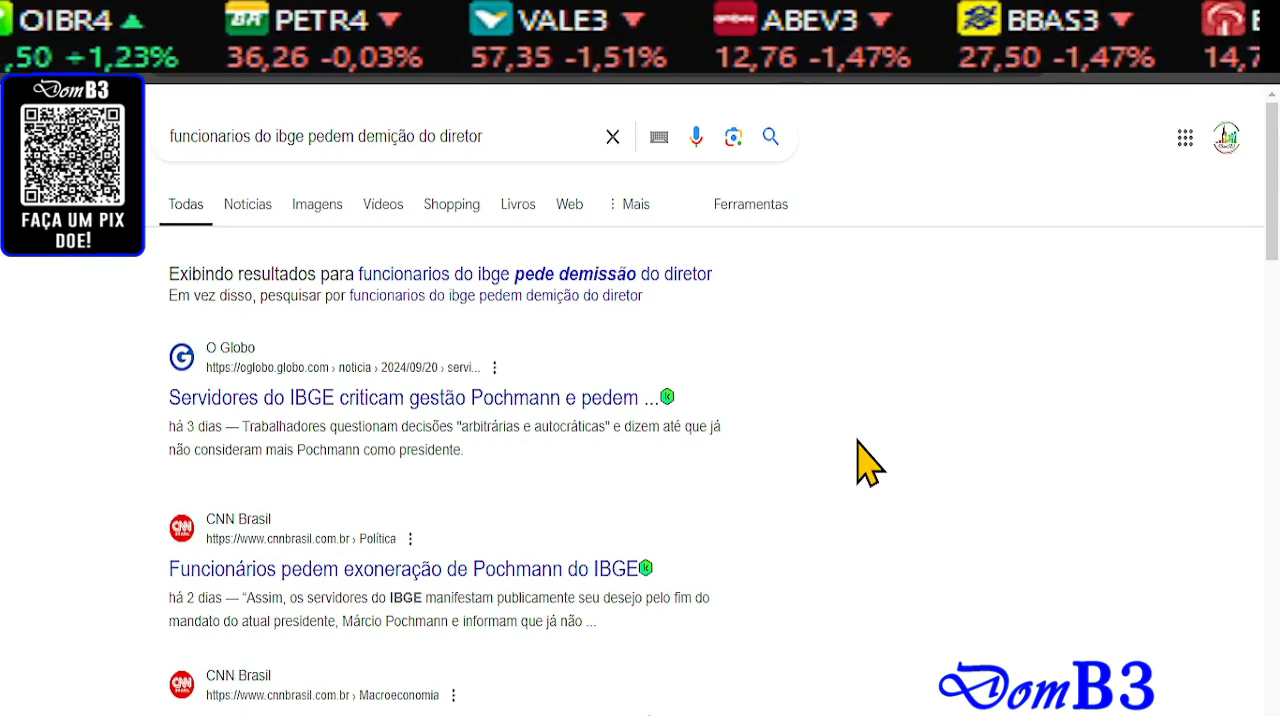 OIBR4 PETR4 VALE3 ABEV3 BBAS3
,50 +1,23% 36,26 -0,03% 57,35 -1,51% 12,76 -1,47% 27,50 -1,47% 14,7
DomB3
FAÇA UM PIX
DOE!
funcionarios do ibge pedem demição do diretor
Todas Notícias Imagens Vídeos Shopping Livros Web Mais Ferramentas
Exibindo resultados para funcionarios do ibge pede demissão do diretor
Em vez disso, pesquisar por funcionarios do ibge pedem demição do diretor
O Globo
https://oglobo.globo.com › noticia › 2024/09/20 › servi...
Servidores do IBGE criticam gestão Pochmann e pedem ...
há 3 dias — Trabalhadores questionam decisões "arbitrárias e autocráticas" e dizem até que já
não consideram mais Pochmann como presidente.
CNN Brasil
https://www.cnnbrasil.com.br › Política
Funcionários pedem exoneração de Pochmann do IBGE
há 2 dias — “Assim, os servidores do IBGE manifestam publicamente seu desejo pelo fim do
mandato do atual presidente, Márcio Pochmann e informam que já não ...
CNN Brasil
https://www.cnnbrasil.com.br › Macroeconomia
DomB3